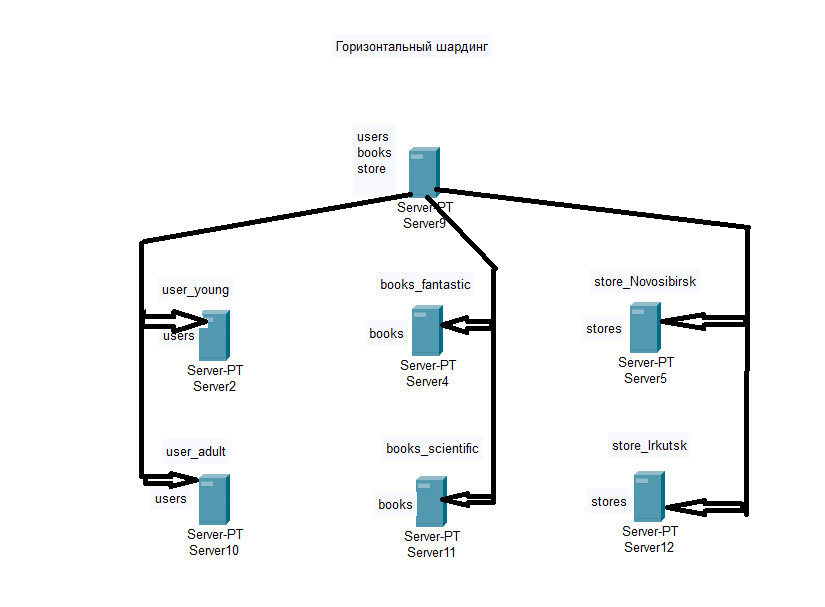 Горизонтальный шардинг
users
books
store
Server-PT
Server9
user_young
users
Server-PT
Server2
books_fantastic
books
Server-PT
Server4
store_Novosibirsk
stores
Server-PT
Server5
user_adult
users
Server-PT
Server10
books_scientific
books
Server-PT
Server11
store_Irkutsk
stores
Server-PT
Server12